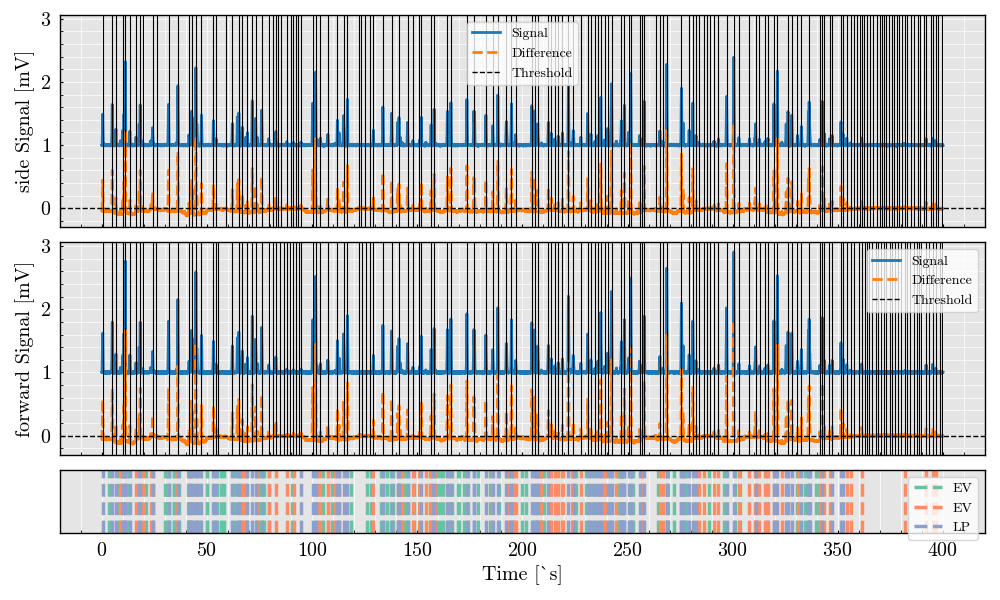 3
2
1
0
side Signal [mV]
Signal
Difference
Threshold
3
2
1
0
forward Signal [mV]
Signal
Difference
Threshold
EV
EV
LP
0 50 100 150 200 250 300 350 400
Time [`s]